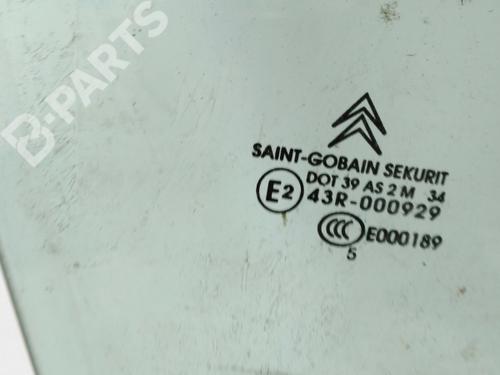 B-PARTS
SAINT-GOBAIN SEKURIT
DOT 39 AS 2 M 34
E2 43R-000929
CCC E000189
5